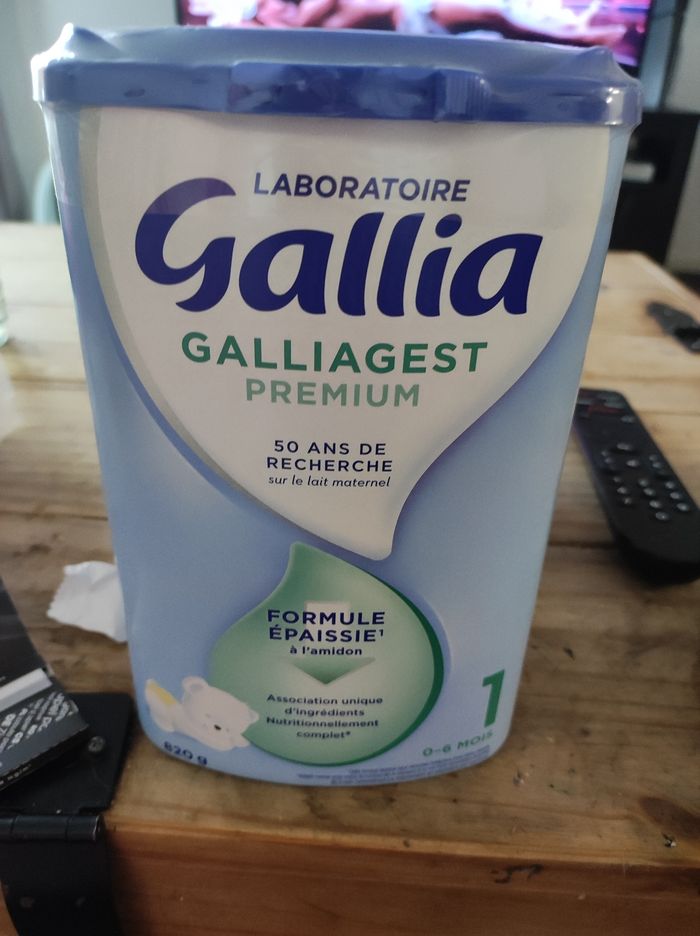 LABORATOIRE
Gallia
GALLIAGEST
PREMIUM
50 ANS DE
RECHERCHE
sur le lait maternel
FORMULE
ÉPAISSIE¹
à l'amidon
Association unique
d'ingrédients
Nutritionnellement
complet*
820 g
1
0-6 MOIS